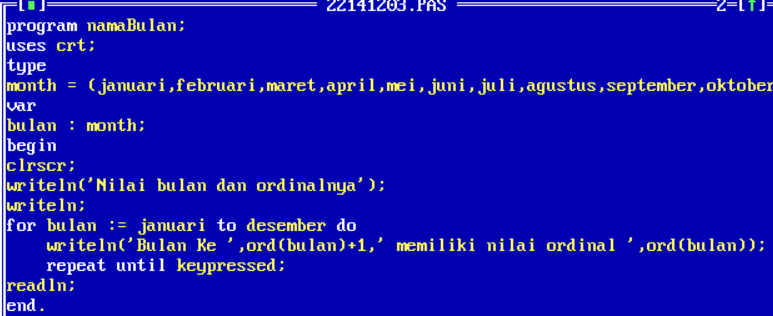 22141203.PAS 2=[↑]=
program namaBulan;
uses crt;
type
month = (januari,februari,maret,april,mei,juni,juli,agustus,september,oktober
var
bulan : month;
begin
clrscr;
writeln('Nilai bulan dan ordinalnya');
writeln;
for bulan := januari to desember do
    writeln('Bulan Ke ',ord(bulan)+1,' memiliki nilai ordinal ',ord(bulan));
    repeat until keypressed;
readln;
end.